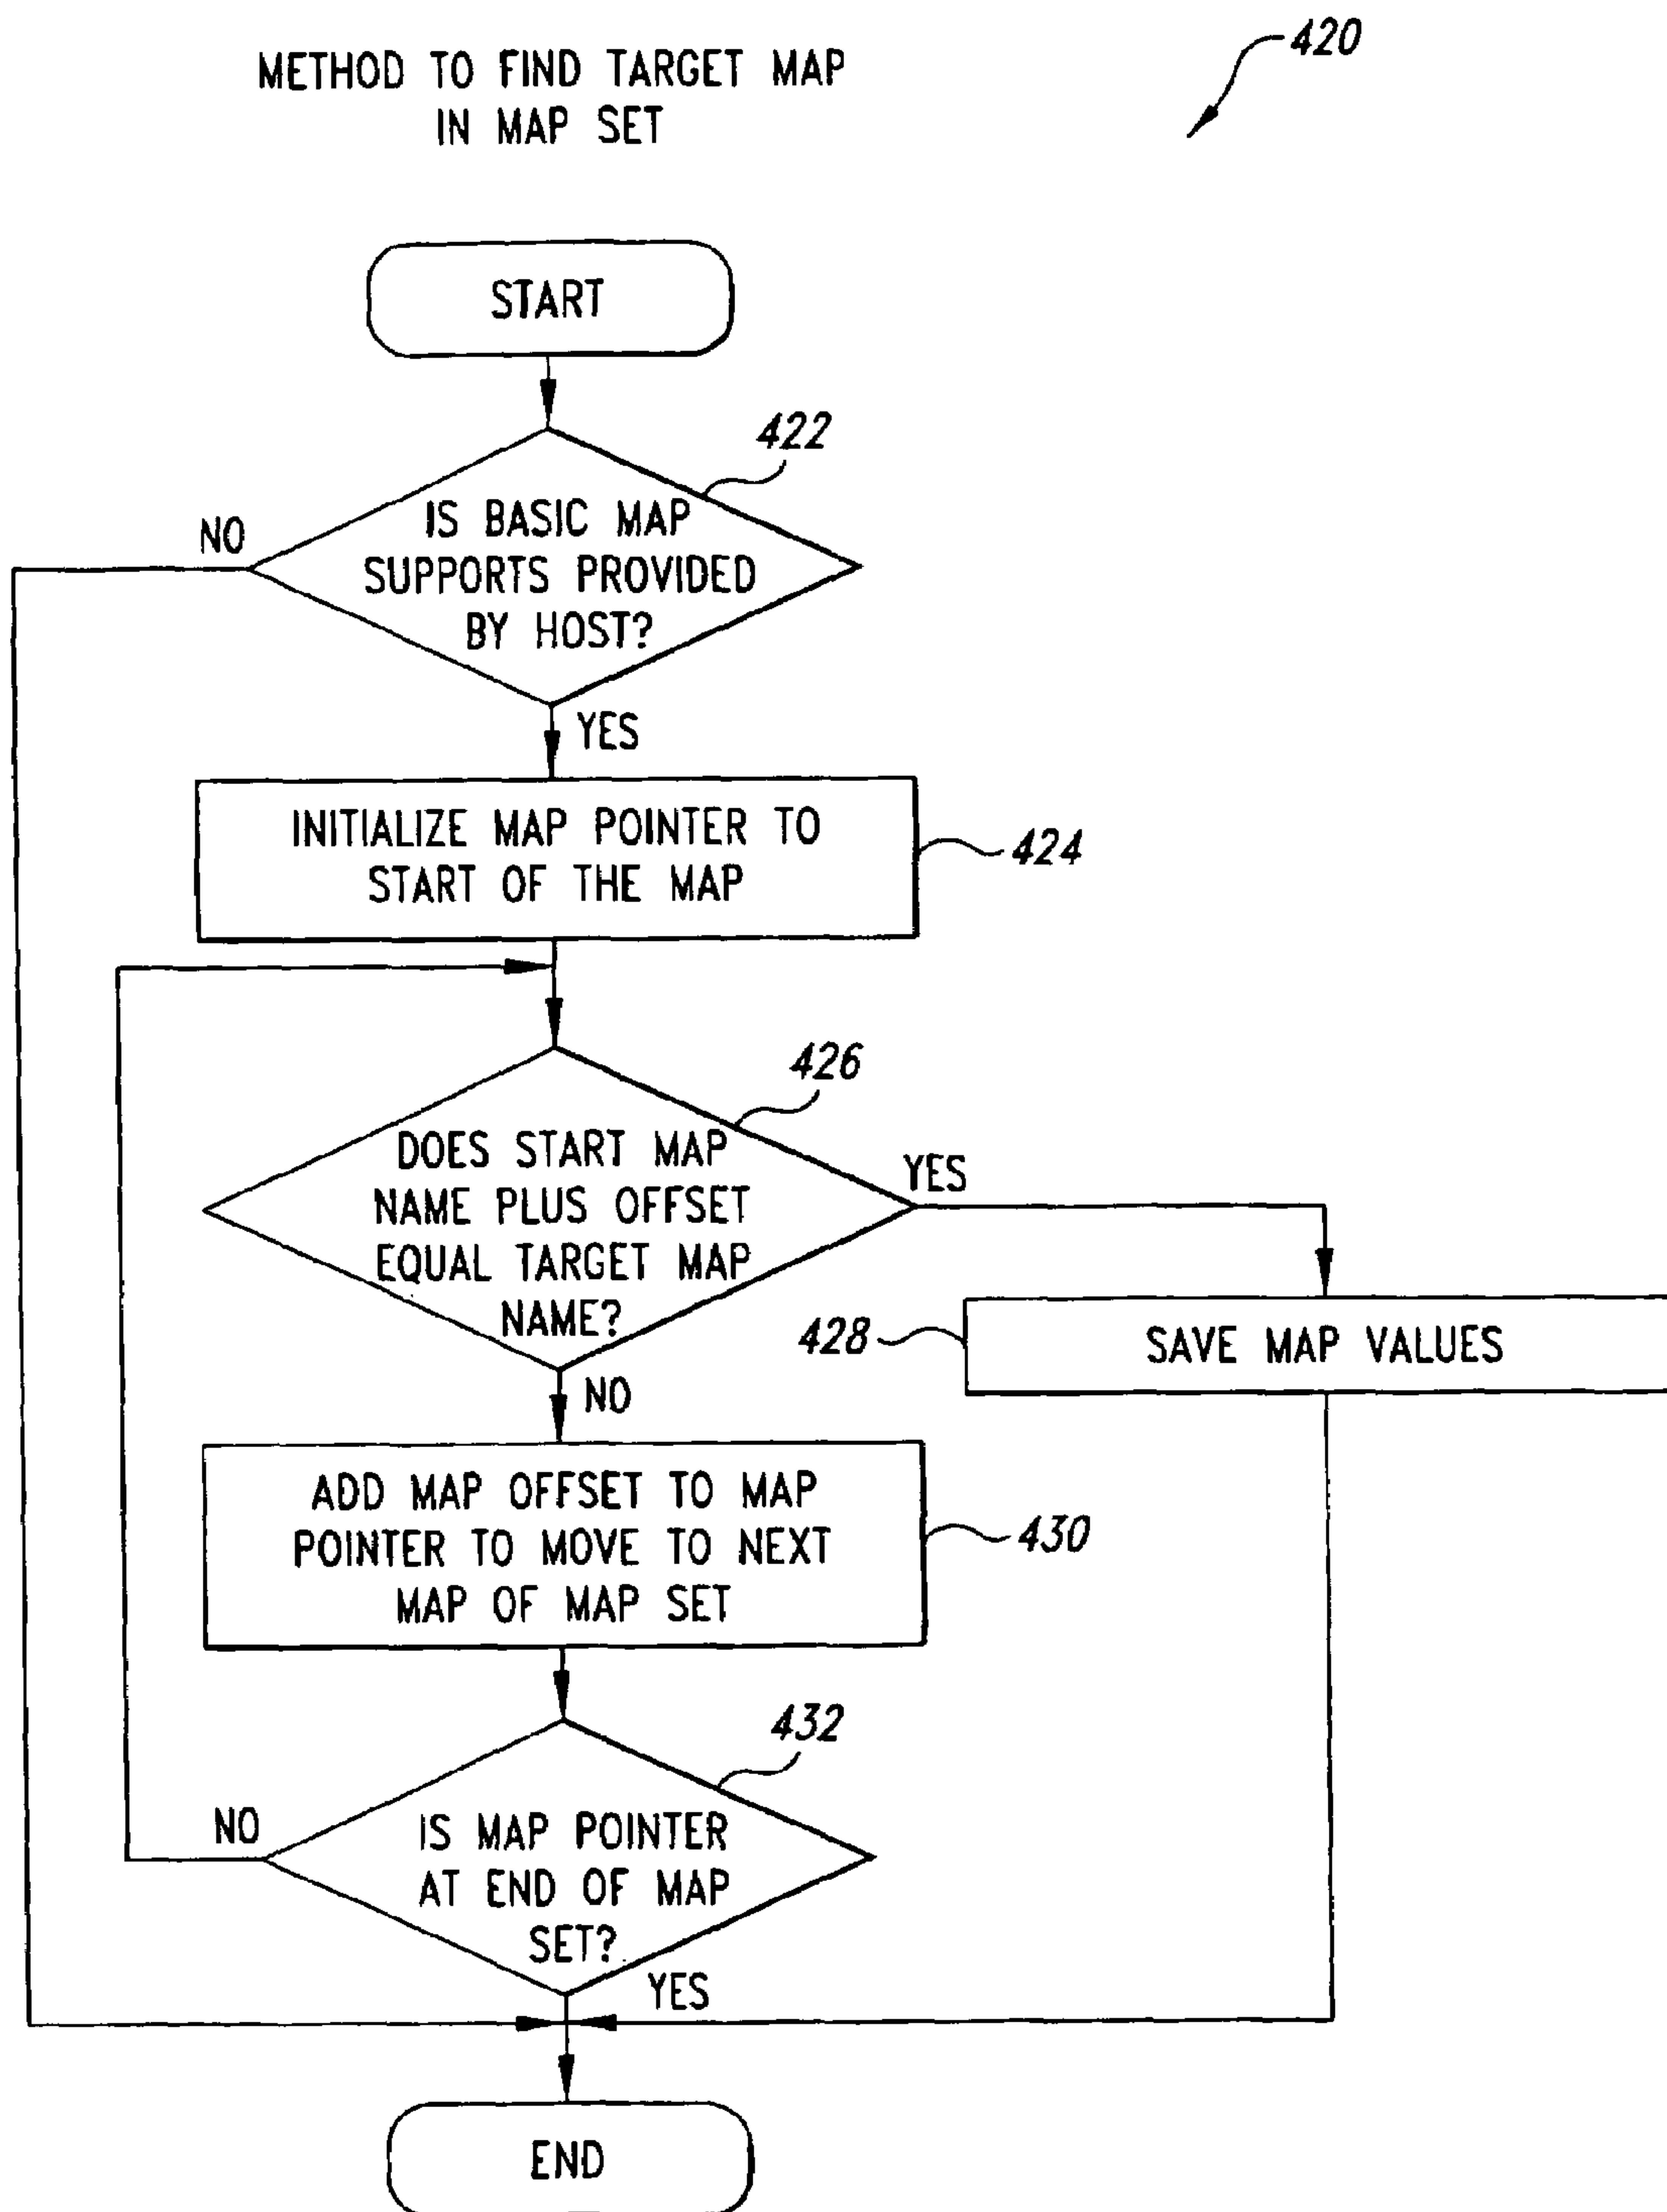 METHOD TO FIND TARGET MAP
IN MAP SET
420
START
422
IS BASIC MAP
SUPPORTS PROVIDED
BY HOST?
NO
YES
INITIALIZE MAP POINTER TO
START OF THE MAP
424
426
DOES START MAP
NAME PLUS OFFSET
EQUAL TARGET MAP
NAME?
YES
428
SAVE MAP VALUES
NO
ADD MAP OFFSET TO MAP
POINTER TO MOVE TO NEXT
MAP OF MAP SET
430
432
IS MAP POINTER
AT END OF MAP
SET?
NO
YES
END